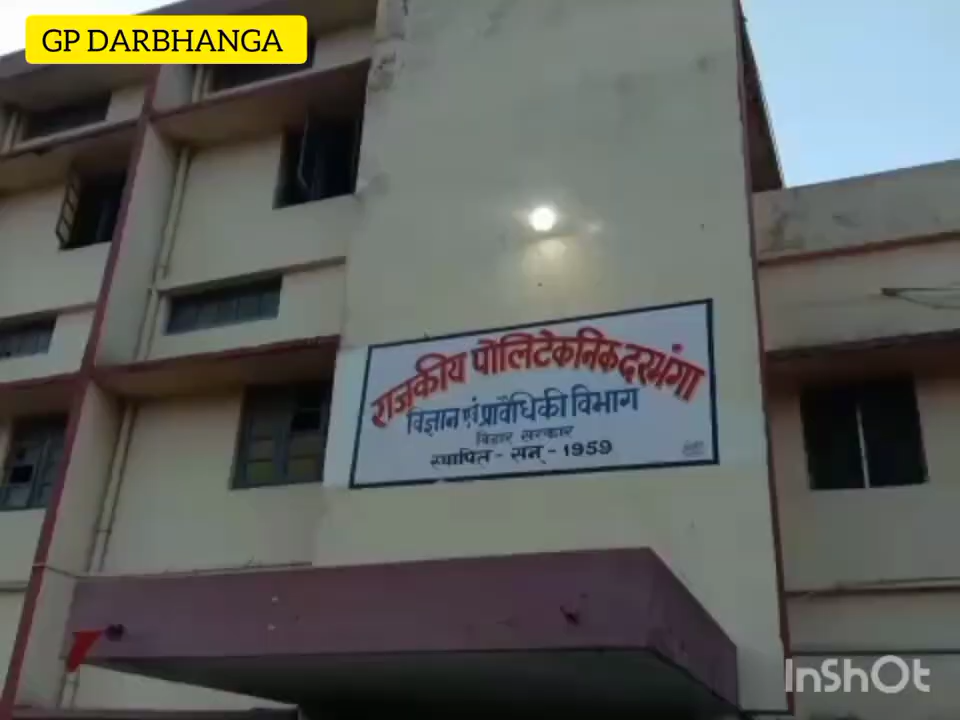 GP DARBHANGA
राजकीय पोलिटेकनिक दरभंगा
विज्ञान एवं प्रावैधिकी विभाग
विहार सरकार
स्थापित - सन् - 1959
InShOt